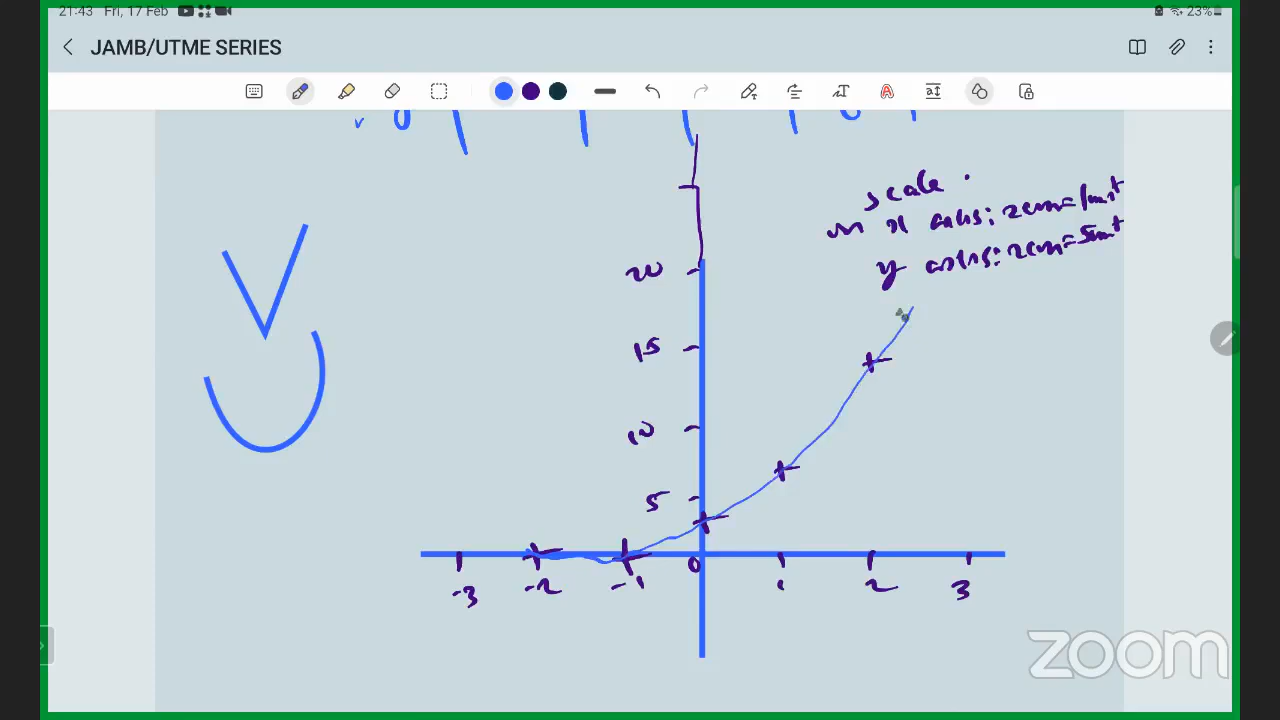 21:43 Fri, 17 Feb
23%
JAMB/UTME SERIES
scale
on x axis: 2cm=1unit
y axis: 2cm=5unit
20
15
10
5
0
-3 -2 -1 1 2 3
zoom